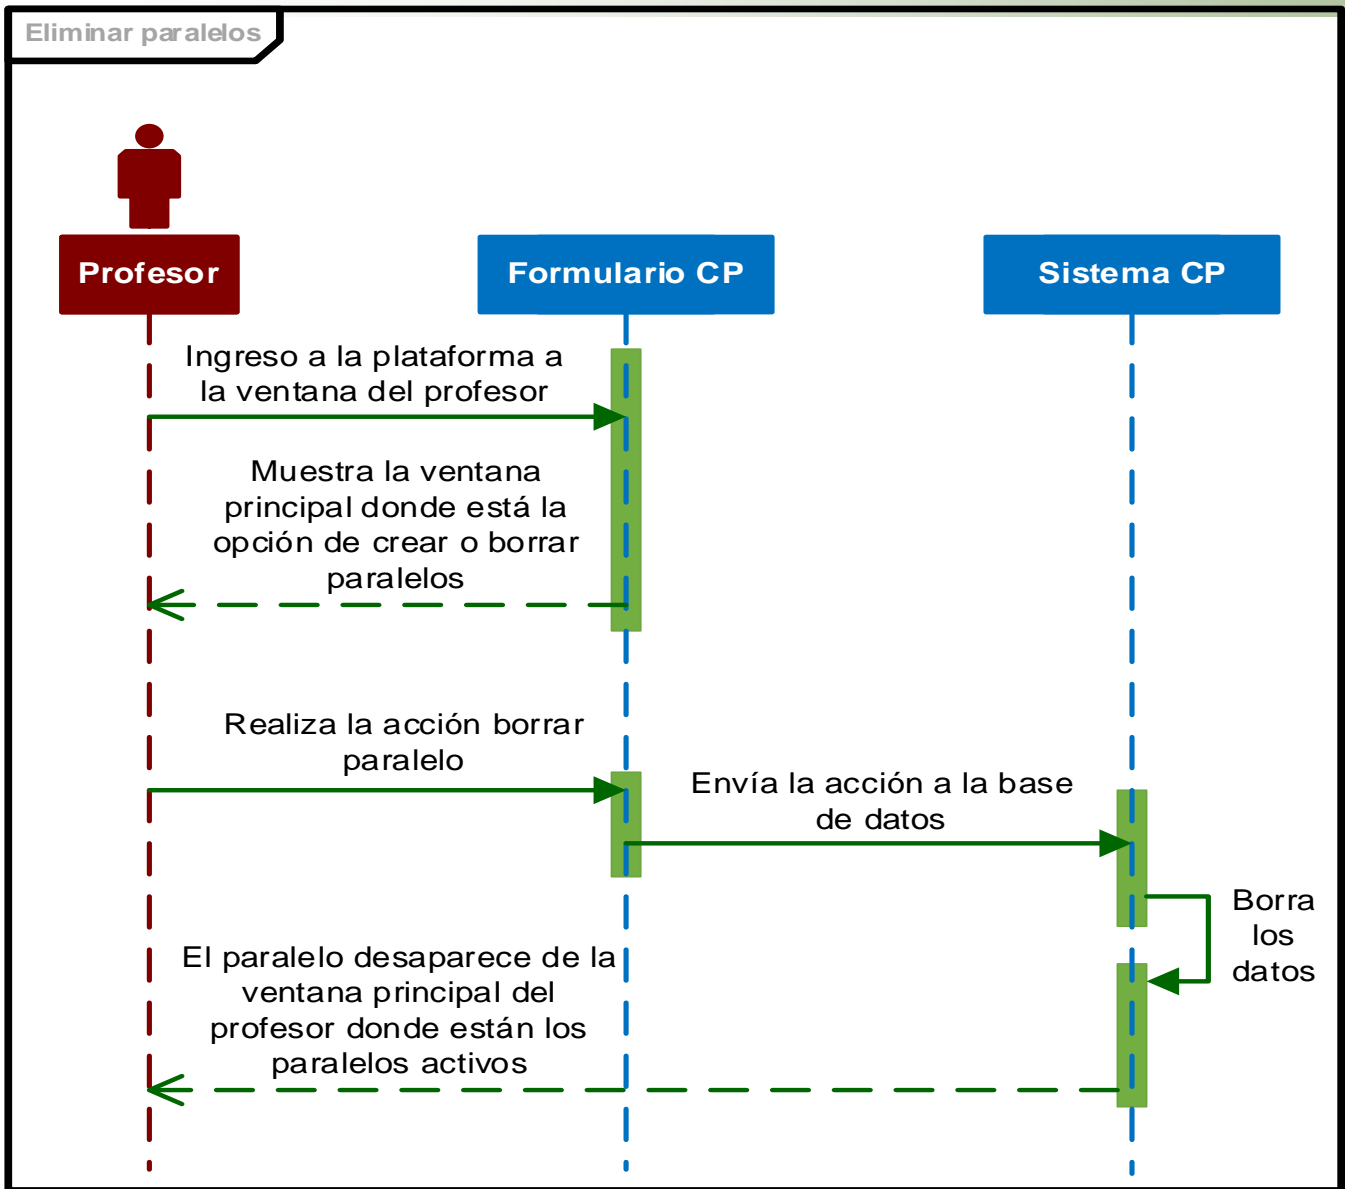 Eliminar paralelos
Profesor
Formulario CP
Sistema CP
Ingreso a la plataforma a
la ventana del profesor
Muestra la ventana
principal donde está la
opción de crear o borrar
paralelos
Realiza la acción borrar
paralelo
Envía la acción a la base
de datos
Borra
los
datos
El paralelo desaparece de la
ventana principal del
profesor donde están los
paralelos activos